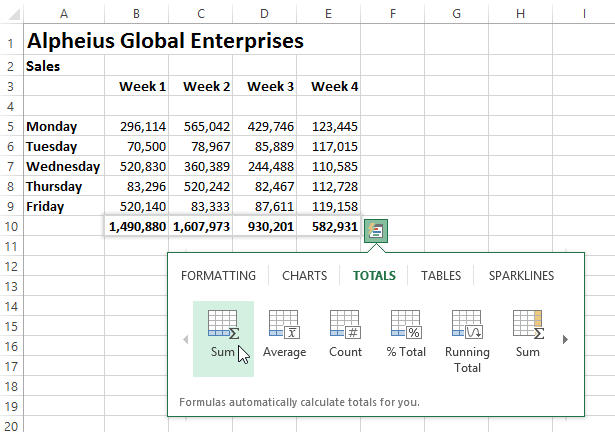 A B C D E F G H I
1 Alpheius Global Enterprises
2 Sales
3 Week 1 Week 2 Week 3 Week 4
4
5 Monday 296,114 565,042 429,746 123,445
6 Tuesday 70,500 78,967 85,889 117,015
7 Wednesday 520,830 360,389 244,488 110,585
8 Thursday 83,296 520,242 82,467 112,728
9 Friday 520,140 83,333 87,611 119,158
10 1,490,880 1,607,973 930,201 582,931
11
12
13 FORMATTING CHARTS TOTALS TABLES SPARKLINES
14
15
16 Sum Average Count % Total Running Total Sum
17
18
19 Formulas automatically calculate totals for you.
20